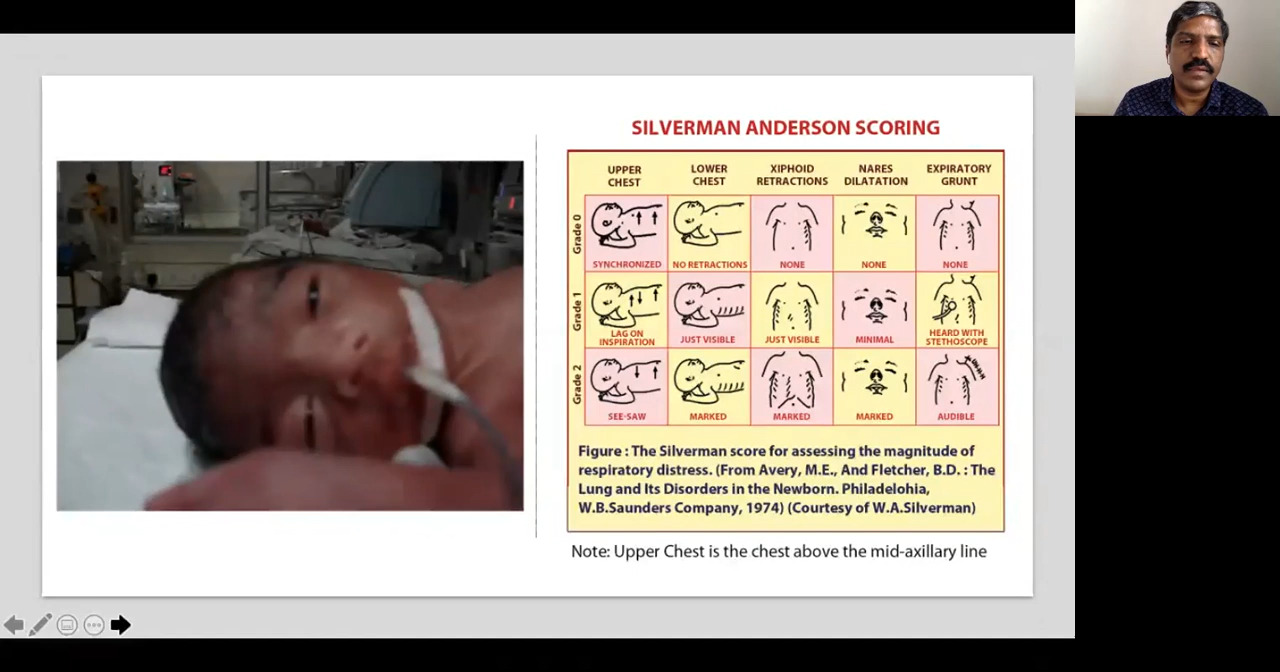 SILVERMAN ANDERSON SCORING
UPPER
CHEST
LOWER
CHEST
XIPHOID
RETRACTIONS
NARES
DILATATION
EXPIRATORY
GRUNT
Grade 0
SYNCHRONIZED
NO RETRACTIONS
NONE
NONE
NONE
Grade 1
LAG ON
INSPIRATION
JUST VISIBLE
JUST VISIBLE
MINIMAL
HEARD WITH
STETHOSCOPE
Grade 2
SEE-SAW
MARKED
MARKED
MARKED
AUDIBLE
Figure : The Silverman score for assessing the magnitude of
respiratory distress. (From Avery, M.E., And Fletcher, B.D. : The
Lung and Its Disorders in the Newborn. Philadelohia,
W.B.Saunders Company, 1974) (Courtesy of W.A.Silverman)
Note: Upper Chest is the chest above the mid-axillary line